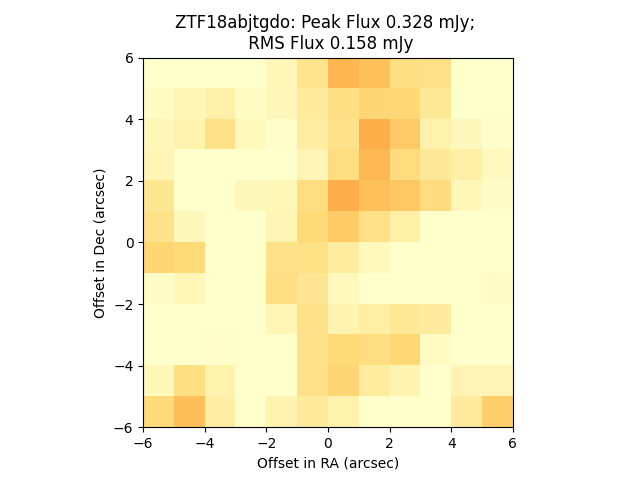 ZTF18abjtgdo: Peak Flux 0.328 mJy;
RMS Flux 0.158 mJy
6
4
2
0
−2
−4
−6
Offset in Dec (arcsec)
−6 −4 −2 0 2 4 6
Offset in RA (arcsec)